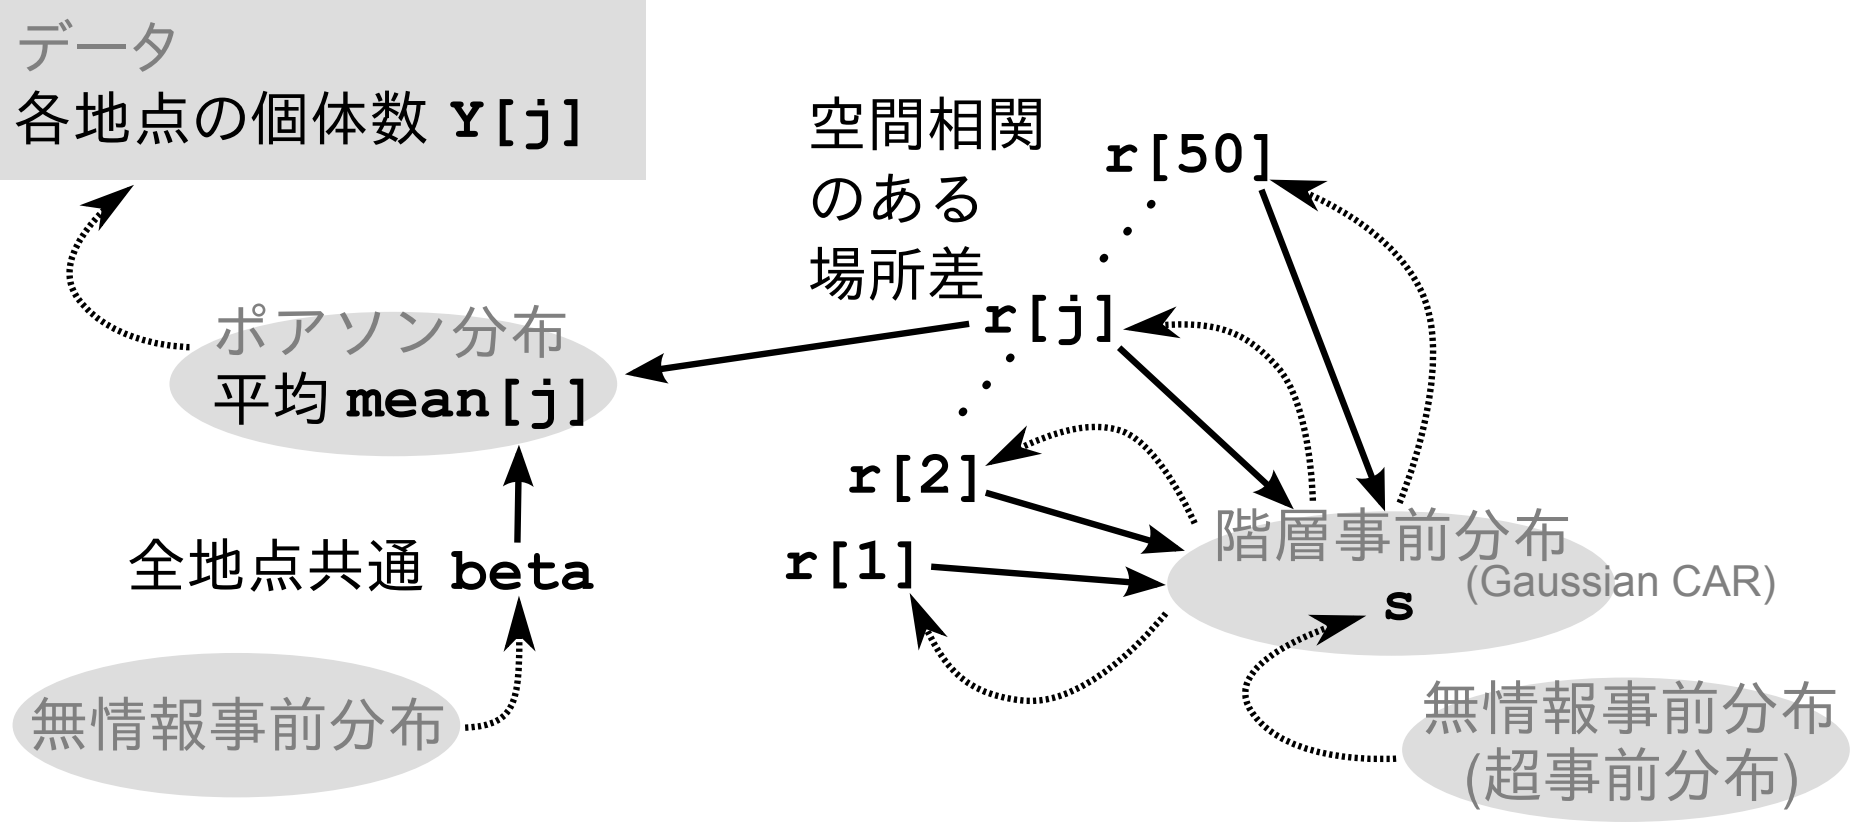 データ
各地点の個体数 Y[j]
空間相関
のある
場所差
r[50]
r[j]
ポアソン分布
平均 mean[j]
r[2]
r[1]
全地点共通 beta
階層事前分布
(Gaussian CAR)
s
無情報事前分布
無情報事前分布
(超事前分布)